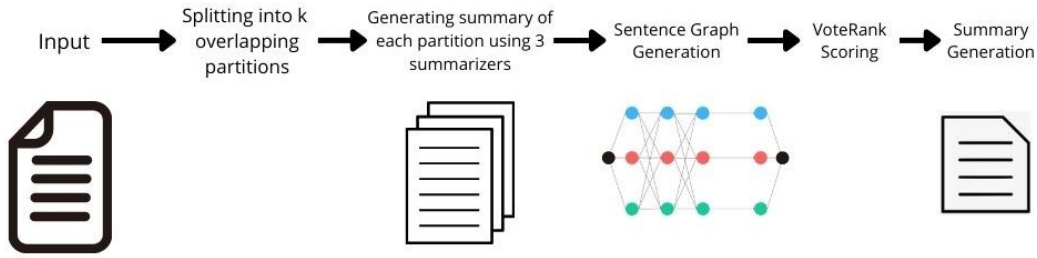 Input
Splitting into k
overlapping
partitions
Generating summary of
each partition using 3
summarizers
Sentence Graph
Generation
VoteRank
Scoring
Summary
Generation